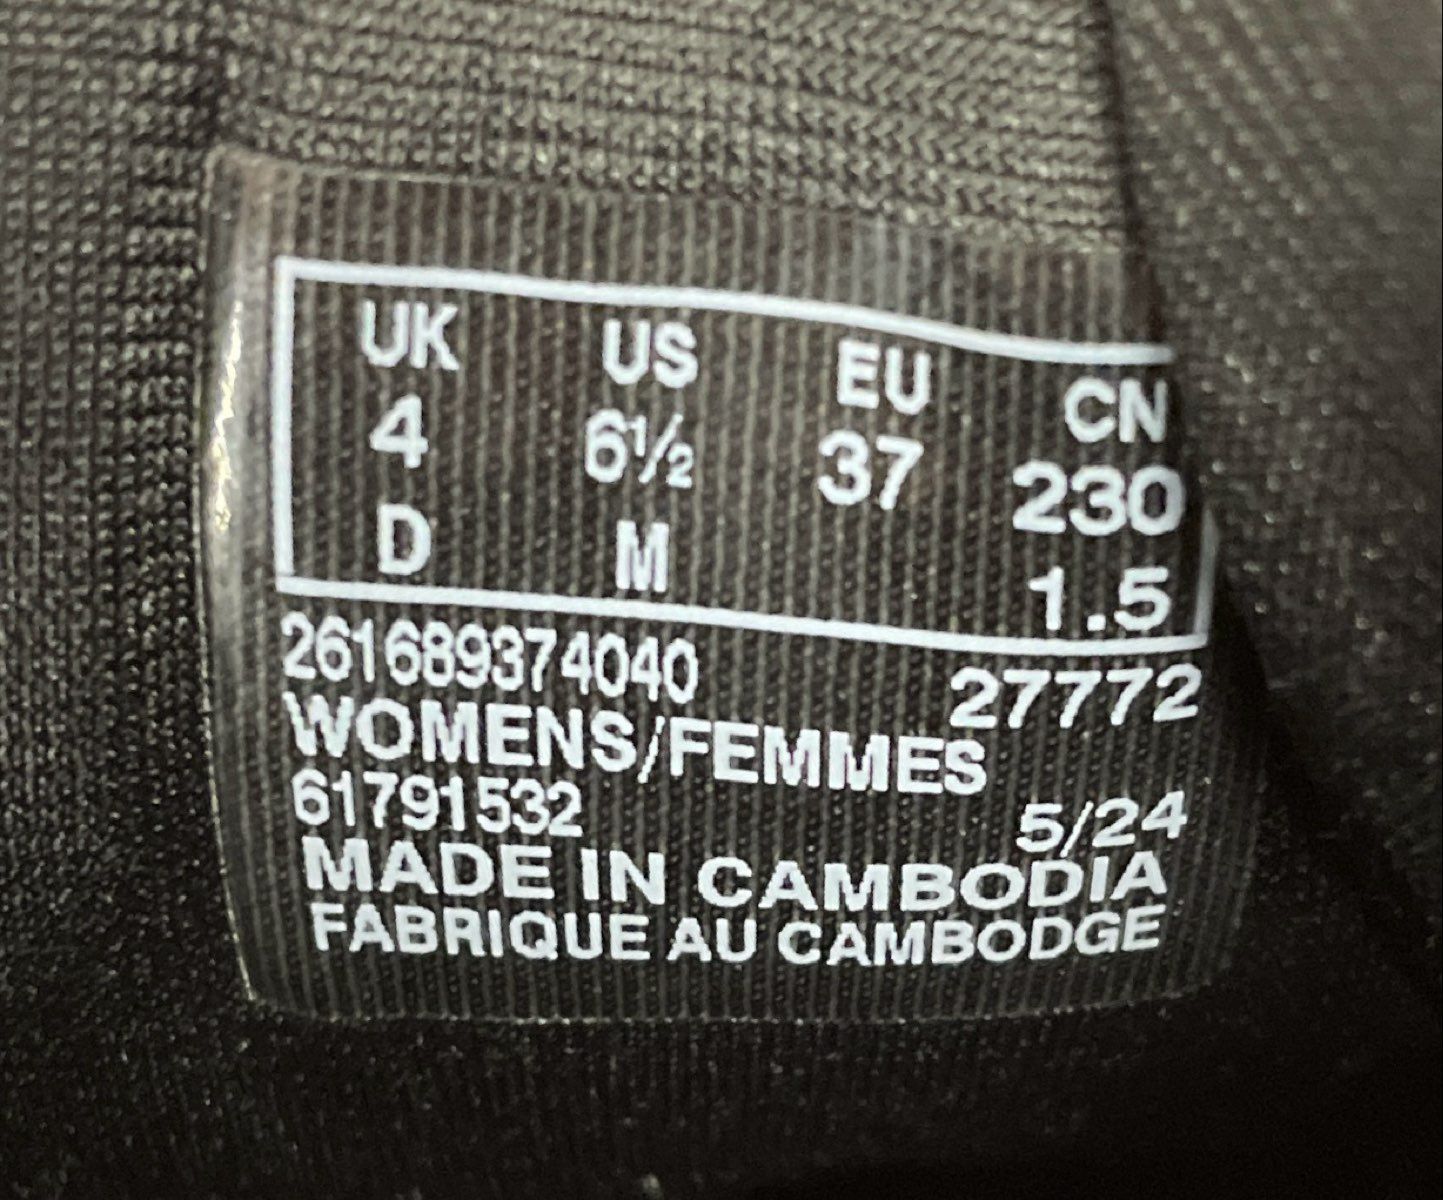 UK US EU CN
4 6½ 37 230
D M 1.5
261689374040 27772
WOMENS/FEMMES
61791532 5/24
MADE IN CAMBODIA
FABRIQUE AU CAMBODGE